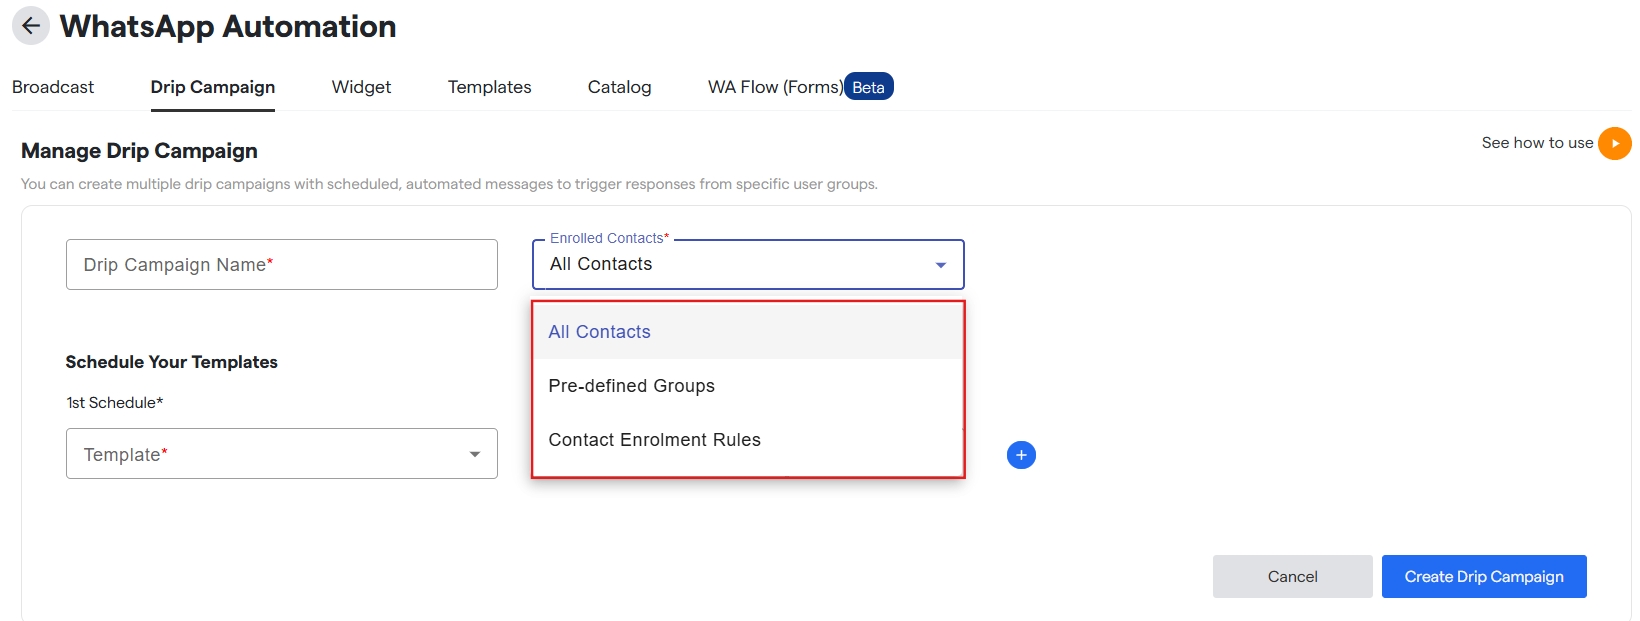 WhatsApp Automation
Broadcast Drip Campaign Widget Templates Catalog WA Flow (Forms) Beta
Manage Drip Campaign
See how to use
You can create multiple drip campaigns with scheduled, automated messages to trigger responses from specific user groups.
Drip Campaign Name*
Enrolled Contacts*
All Contacts
All Contacts
Pre-defined Groups
Contact Enrolment Rules
Schedule Your Templates
1st Schedule*
Template*
+
Cancel
Create Drip Campaign